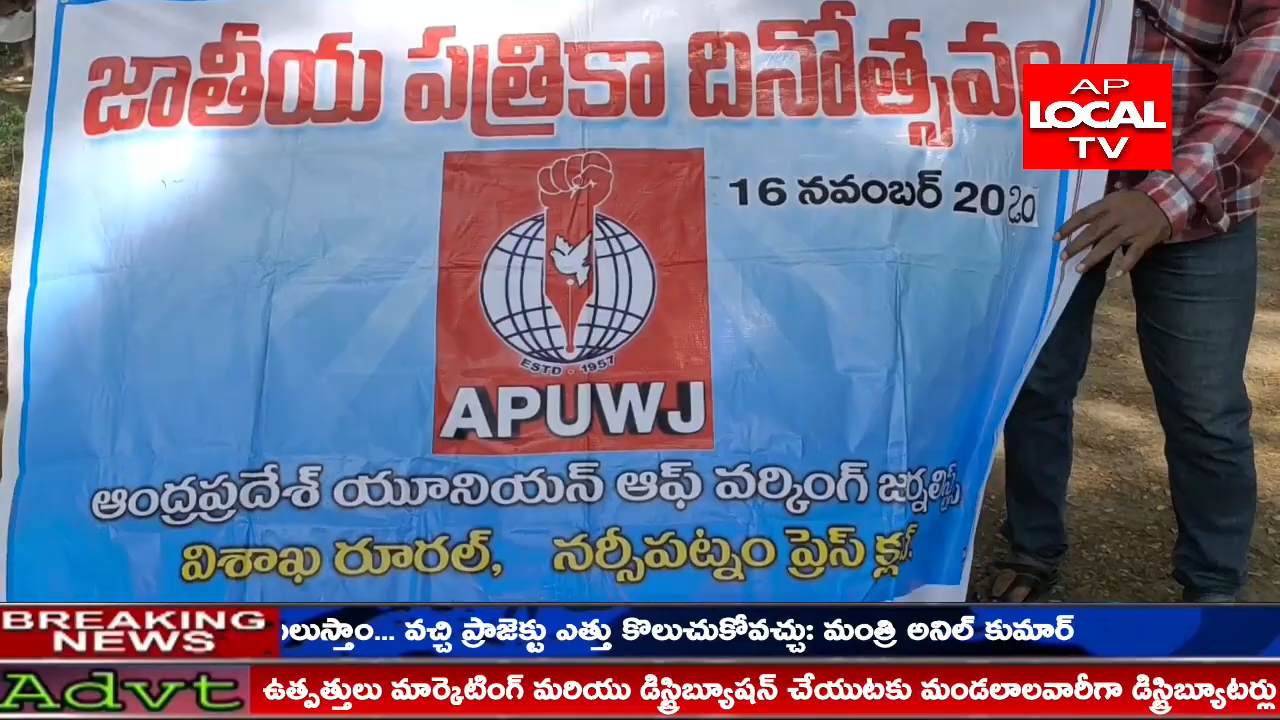 జాతీయ పత్రికా దినోత్సవం
AP
LOCAL
TV
16 నవంబర్ 2020
ESTD - 1957
APUWJ
ఆంద్రప్రదేశ్ యూనియన్ ఆఫ్ వర్కింగ్ జర్నలిస్ట్
విశాఖ రూరల్, నర్సీపట్నం ప్రెస్ క్లబ్.
BREAKING
NEWS
వచ్చి ప్రాజెక్టు ఎత్తు కొలుచుకోవచ్చు: మంత్రి అనిల్ కుమార్
Advt
ఉత్పత్తులు మార్కెటింగ్ మరియు డిస్ట్రిబ్యూషన్ చేయుటకు మండలాలవారీగా డిస్ట్రిబ్యూటర్లు